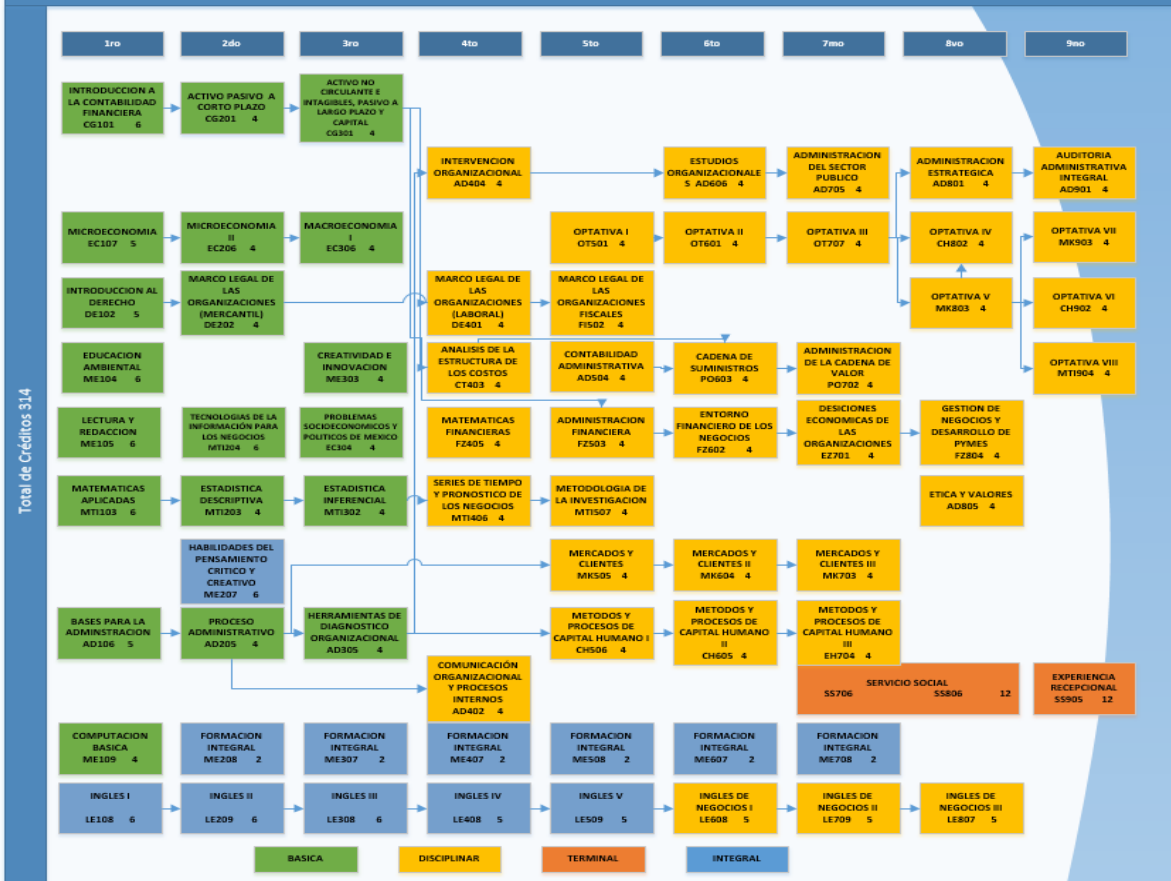 Total de Créditos 314
1ro
2do
3ro
4to
5to
6to
7mo
8vo
9no
INTRODUCCION A
LA CONTABILIDAD
FINANCIERA
CG101 6
ACTIVO PASIVO A
CORTO PLAZO
CG201 4
ACTIVO NO
CIRCULANTE E
INTAGIBLES, PASIVO A
LARGO PLAZO Y
CAPITAL
CG301 4
INTERVENCION
ORGANIZACIONAL
AD404 4
ESTUDIOS
ORGANIZACIONALE
S AD606 4
ADMINISTRACION
DEL SECTOR
PUBLICO
AD705 4
ADMINISTRACION
ESTRATEGICA
AD801 4
AUDITORIA
ADMINISTRATIVA
INTEGRAL
AD901 4
MICROECONOMIA
EC107 5
MICROECONOMIA
II
EC206 4
MACROECONOMIA
I
EC306 4
OPTATIVA I
OT501 4
OPTATIVA II
OT601 4
OPTATIVA III
OT707 4
OPTATIVA IV
CH802 4
OPTATIVA VII
MK903 4
INTRODUCCION AL
DERECHO
DE102 5
MARCO LEGAL DE
LAS
ORGANIZACIONES
(MERCANTIL)
DE202 4
MARCO LEGAL DE
LAS
ORGANIZACIONES
(LABORAL)
DE401 4
MARCO LEGAL DE
LAS
ORGANIZACIONES
FISCALES
FI502 4
OPTATIVA V
MK803 4
OPTATIVA VI
CH902 4
EDUCACION
AMBIENTAL
ME104 6
CREATIVIDAD E
INNOVACION
ME303 4
ANALISIS DE LA
ESTRUCTURA DE
LOS COSTOS
CT403 4
CONTABILIDAD
ADMINISTRATIVA
AD504 4
CADENA DE
SUMINISTROS
PO603 4
ADMINISTRACION
DE LA CADENA DE
VALOR
PO702 4
OPTATIVA VIII
MTI904 4
LECTURA Y
REDACCION
ME105 6
TECNOLOGIAS DE LA
INFORMACIÓN PARA
LOS NEGOCIOS
MTI204 6
PROBLEMAS
SOCIOECONOMICOS Y
POLITICOS DE MEXICO
EC304 4
MATEMATICAS
FINANCIERAS
FZ405 4
ADMINISTRACION
FINANCIERA
FZ503 4
ENTORNO
FINANCIERO DE LOS
NEGOCIOS
FZ602 4
DESICIONES
ECONOMICAS DE
LAS
ORGANIZACIONES
EZ701 4
GESTION DE
NEGOCIOS Y
DESARROLLO DE
PYMES
FZ804 4
MATEMATICAS
APLICADAS
MTI103 6
ESTADISTICA
DESCRIPTIVA
MTI203 4
ESTADISTICA
INFERENCIAL
MTI302 4
SERIES DE TIEMPO
Y PRONOSTICO DE
LOS NEGOCIOS
MTI406 4
METODOLOGIA DE
LA INVESTIGACION
MTI507 4
ETICA Y VALORES
AD805 4
HABILIDADES DEL
PENSAMIENTO
CRITICO Y
CREATIVO
ME207 6
MERCADOS Y
CLIENTES
MK505 4
MERCADOS Y
CLIENTES II
MK604 4
MERCADOS Y
CLIENTES III
MK703 4
BASES PARA LA
ADMINSTRACION
AD106 5
PROCESO
ADMINISTRATIVO
AD205 4
HERRAMIENTAS DE
DIAGNOSTICO
ORGANIZACIONAL
AD305 4
METODOS Y
PROCESOS DE
CAPITAL HUMANO I
CH506 4
METODOS Y
PROCESOS DE
CAPITAL HUMANO
II
CH605 4
METODOS Y
PROCESOS DE
CAPITAL HUMANO
III
EH704 4
COMUNICACIÓN
ORGANIZACIONAL
Y PROCESOS
INTERNOS
AD402 4
SERVICIO SOCIAL
SS706 SS806 12
EXPERIENCIA
RECEPCIONAL
SS905 12
COMPUTACION
BASICA
ME109 4
FORMACION
INTEGRAL
ME208 2
FORMACION
INTEGRAL
ME307 2
FORMACION
INTEGRAL
ME407 2
FORMACION
INTEGRAL
ME508 2
FORMACION
INTEGRAL
ME607 2
FORMACION
INTEGRAL
ME708 2
INGLES I
LE108 6
INGLES II
LE209 6
INGLES III
LE308 6
INGLES IV
LE408 5
INGLES V
LE509 5
INGLES DE
NEGOCIOS I
LE608 5
INGLES DE
NEGOCIOS II
LE709 5
INGLES DE
NEGOCIOS III
LE807 5
BASICA
DISCIPLINAR
TERMINAL
INTEGRAL